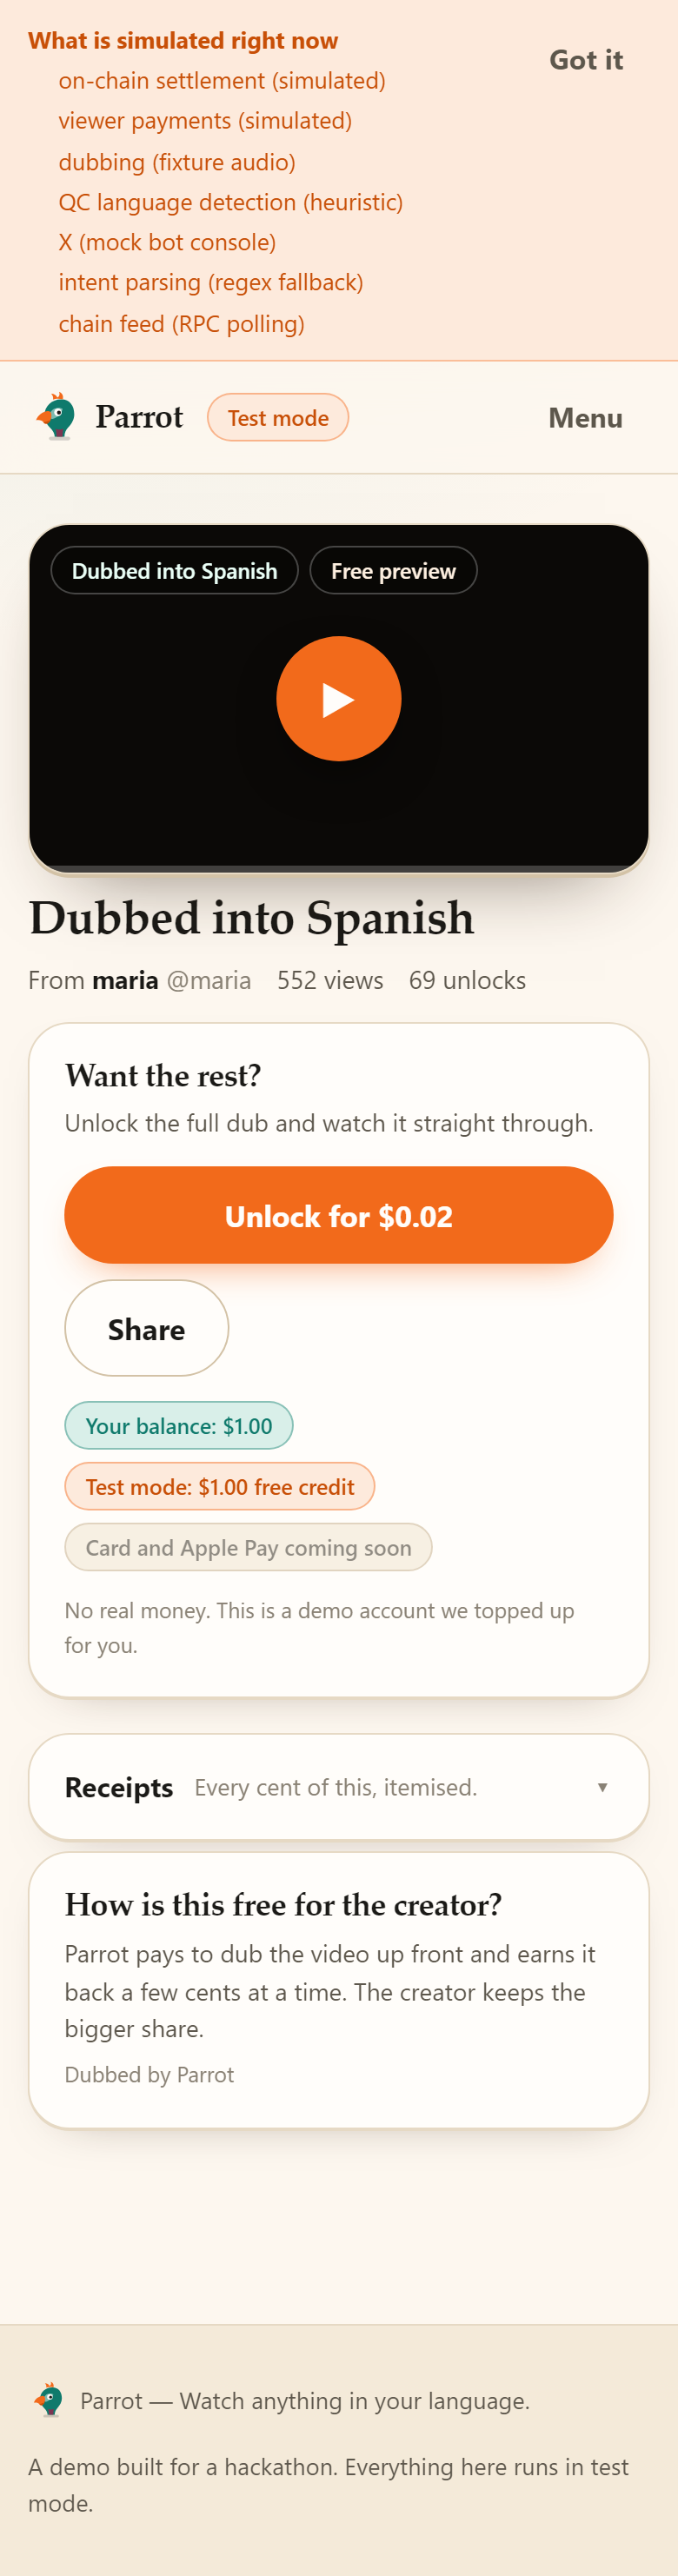 What is simulated right now
Got it
on-chain settlement (simulated)
viewer payments (simulated)
dubbing (fixture audio)
QC language detection (heuristic)
X (mock bot console)
intent parsing (regex fallback)
chain feed (RPC polling)
Parrot
Test mode
Menu
Dubbed into Spanish
Free preview
Dubbed into Spanish
From maria @maria 552 views 69 unlocks
Want the rest?
Unlock the full dub and watch it straight through.
Unlock for $0.02
Share
Your balance: $1.00
Test mode: $1.00 free credit
Card and Apple Pay coming soon
No real money. This is a demo account we topped up
for you.
Receipts Every cent of this, itemised.
How is this free for the creator?
Parrot pays to dub the video up front and earns it
back a few cents at a time. The creator keeps the
bigger share.
Dubbed by Parrot
Parrot — Watch anything in your language.
A demo built for a hackathon. Everything here runs in test
mode.